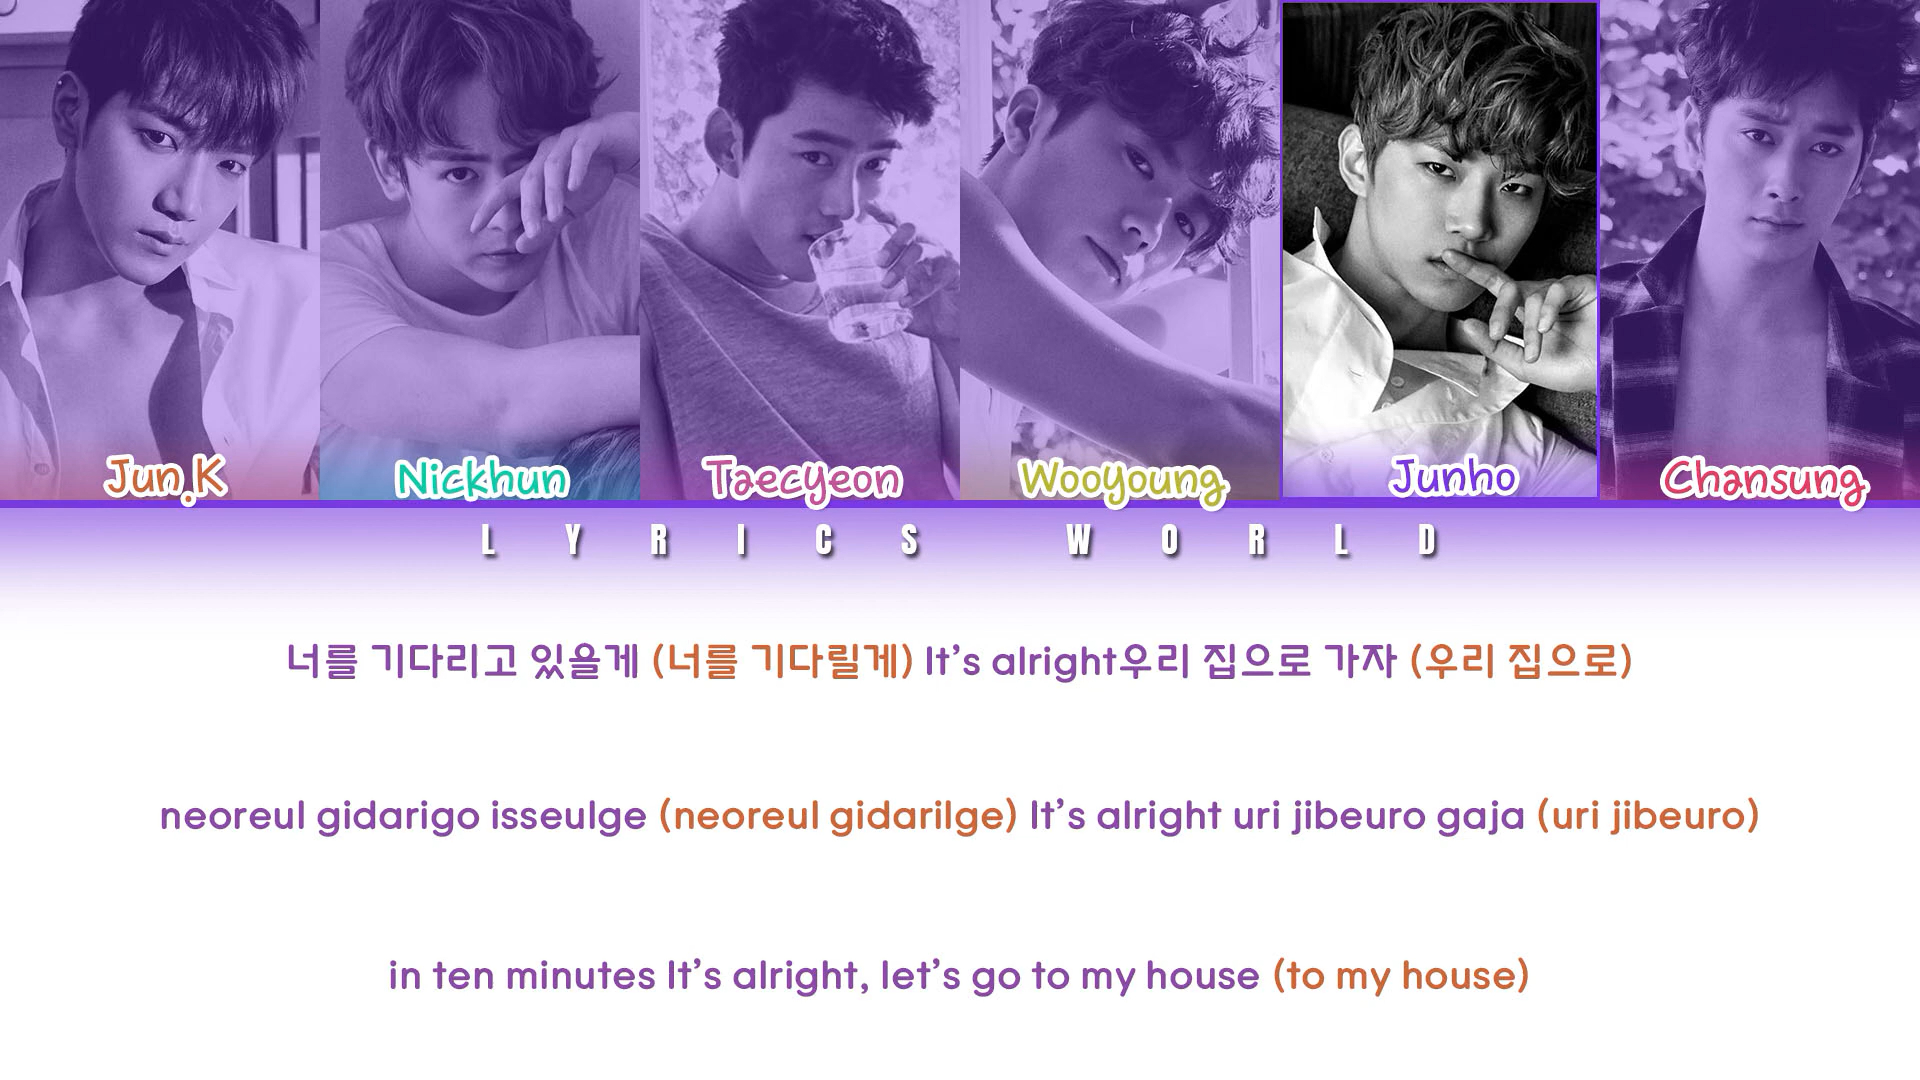 Jun.K Nickhun Taecyeon Wooyoung Junho Chansung
LYRICS WORLD
너를 기다리고 있을게 (너를 기다릴게) It's alright우리 집으로 가자 (우리 집으로)
neoreul gidarigo isseulge (neoreul gidarilge) It's alright uri jibeuro gaja (uri jibeuro)
in ten minutes It's alright, let's go to my house (to my house)